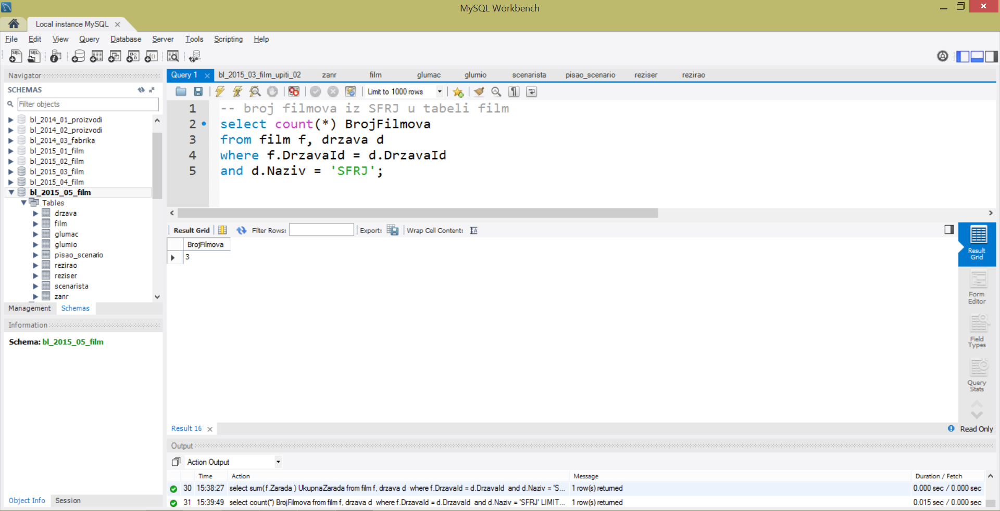 MySQL Workbench
Local instance MySQL
File Edit View Query Database Server Tools Scripting Help
Navigator
SCHEMAS
Filter objects
bl_2014_01_proizvodi
bl_2014_02_proizvodi
bl_2014_03_fabrika
bl_2015_01_film
bl_2015_02_film
bl_2015_03_film
bl_2015_04_film
bl_2015_05_film
Tables
drzava
film
glumac
glumio
pisao_scenario
rezirao
reziser
scenarista
zanr
Management Schemas
Information
Schema: bl_2015_05_film
Object Info Session
Query 1 bl_2015_03_film_upiti_02 zanr film glumac glumio scenarista pisao_scenario reziser rezirao
Limit to 1000 rows
1 -- broj filmova iz SFRJ u tabeli film
2 select count(*) BrojFilmova
3 from film f, drzava d
4 where f.DrzavaId = d.DrzavaId
5 and d.Naziv = 'SFRJ';
Result Grid Filter Rows: Export: Wrap Cell Content:
BrojFilmova
3
Result Grid
Form Editor
Field Types
Query Stats
Result 16
Read Only
Output
Action Output
Time Action Message Duration / Fetch
30 15:38:27 select sum( f.Zarada ) UkupnaZarada from film f, drzava d where f.DrzavaId = d.DrzavaId and d.Naziv = 'S... 1 row(s) returned 0.000 sec / 0.000 sec
31 15:39:49 select count(*) BrojFilmova from film f, drzava d where f.DrzavaId = d.DrzavaId and d.Naziv = 'SFRJ' LIMIT... 1 row(s) returned 0.015 sec / 0.000 sec